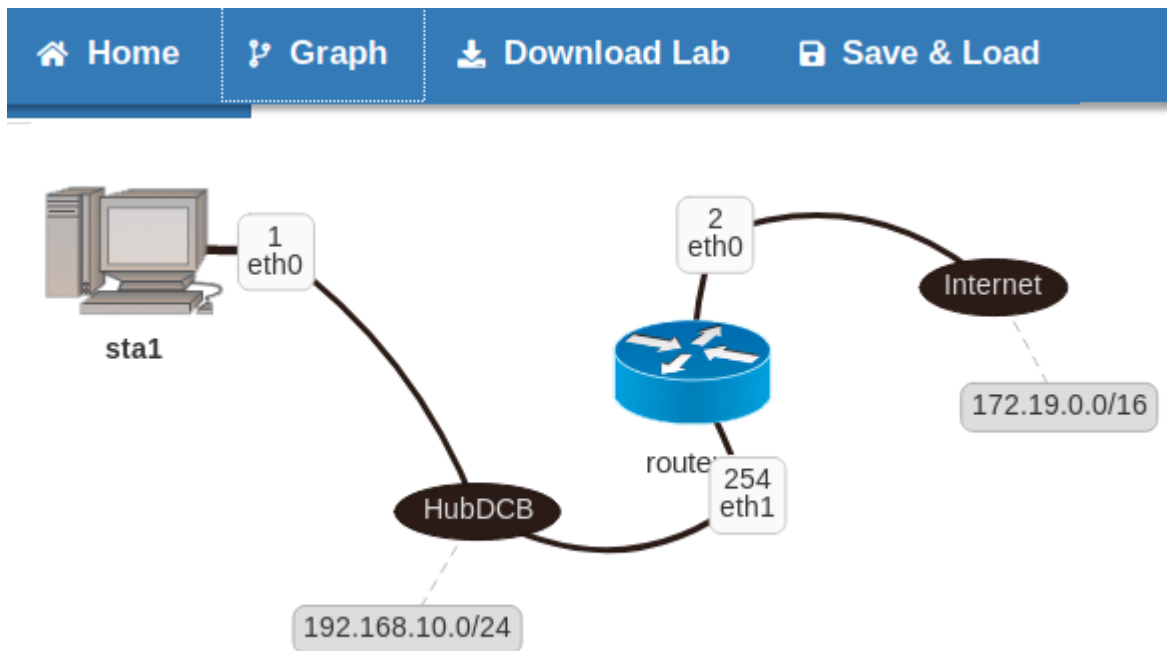 Home
Graph
Download Lab
Save & Load
1
eth0
sta1
2
eth0
Internet
172.19.0.0/16
route
254
eth1
HubDCB
192.168.10.0/24